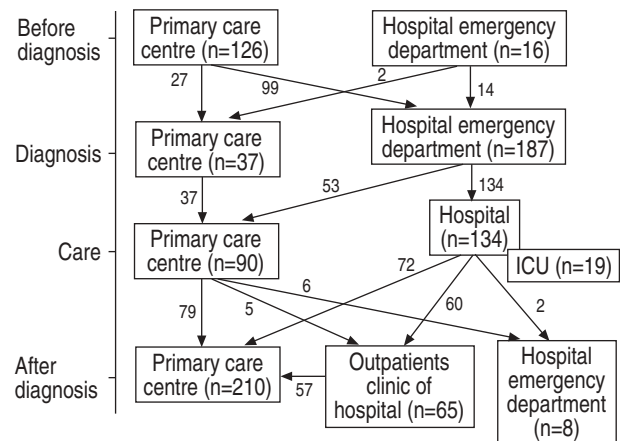 Before
diagnosis
Primary care
centre (n=126)
Hospital emergency
department (n=16)
27
99
2
14
Diagnosis
Primary care
centre (n=37)
Hospital emergency
department (n=187)
37
53
134
Care
Primary care
centre (n=90)
Hospital
(n=134)
ICU (n=19)
79
5
6
72
60
2
After
diagnosis
Primary care
centre (n=210)
57
Outpatients
clinic of
hospital (n=65)
Hospital
emergency
department
(n=8)